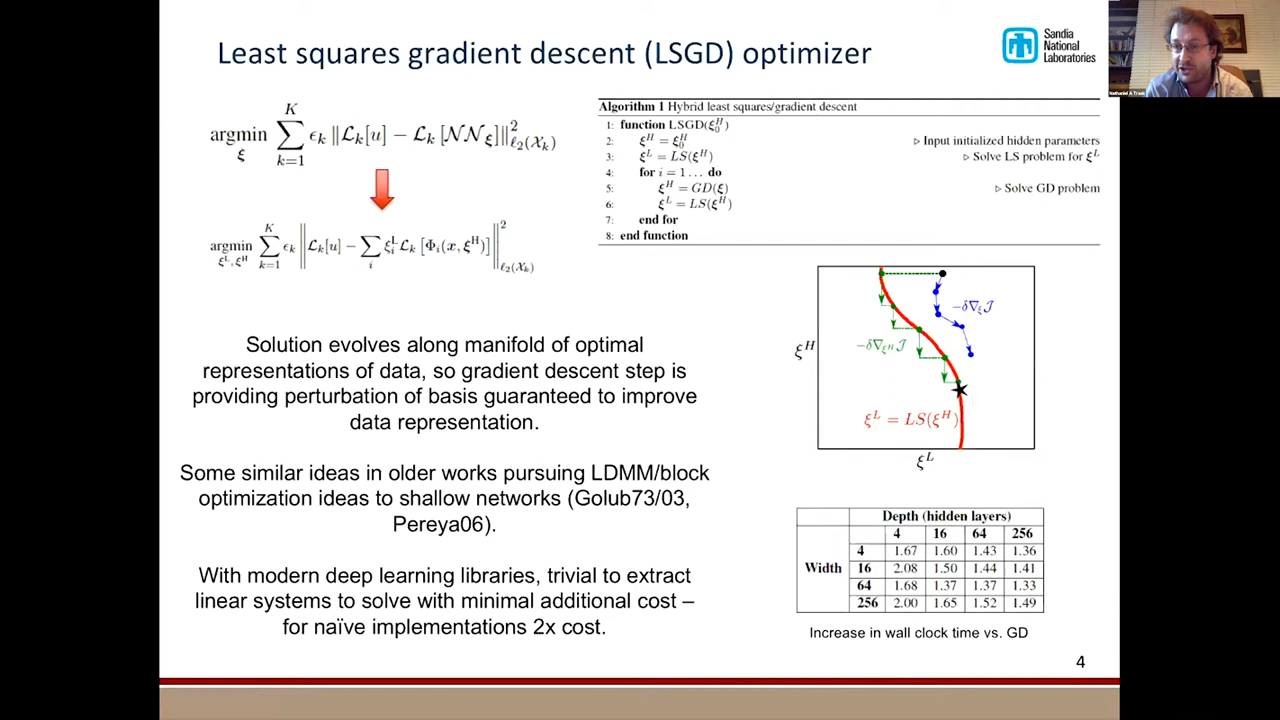 Least squares gradient descent (LSGD) optimizer
Sandia
National
Laboratories
argmin_ξ ∑_{k=1}^{K} ϵ_k ‖𝓛_k[u] − 𝓛_k [𝒩𝒩_ξ]‖²_{ℓ₂(𝒳_k)}
argmin_{ξ^L, ξ^H} ∑_{k=1}^{K} ϵ_k ‖𝓛_k[u] − ∑_i ξ_i^L 𝓛_k [Φ_i(x, ξ^H)]‖²_{ℓ₂(𝒳_k)}
Solution evolves along manifold of optimal
representations of data, so gradient descent step is
providing perturbation of basis guaranteed to improve
data representation.
Some similar ideas in older works pursuing LDMM/block
optimization ideas to shallow networks (Golub73/03,
Pereya06).
With modern deep learning libraries, trivial to extract
linear systems to solve with minimal additional cost –
for naïve implementations 2x cost.
Algorithm 1 Hybrid least squares/gradient descent
1: function LSGD(ξ_0^H)
2: ξ^H = ξ_0^H ▷ Input initialized hidden parameters
3: ξ^L = LS(ξ^H) ▷ Solve LS problem for ξ^L
4: for i = 1... do
5: ξ^H = GD(ξ) ▷ Solve GD problem
6: ξ^L = LS(ξ^H)
7: end for
8: end function
−δ∇_ξ 𝒥
ξ^H
−δ∇_{ξ^H} 𝒥
ξ^L = LS(ξ^H)
ξ^L
Depth (hidden layers)
4 16 64 256
Width
4 1.67 1.60 1.43 1.36
16 2.08 1.50 1.44 1.41
64 1.68 1.37 1.37 1.33
256 2.00 1.65 1.52 1.49
Increase in wall clock time vs. GD
4
Nathaniel A Trask